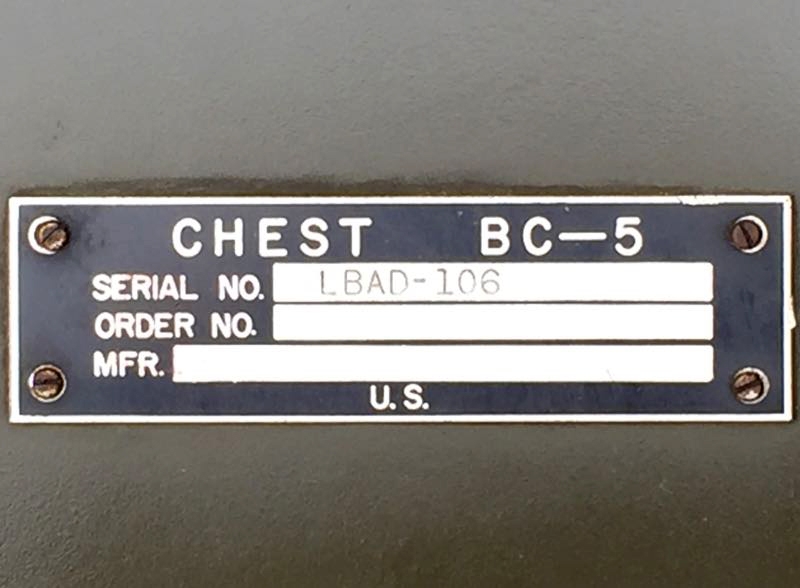 CHEST BC-5
SERIAL NO. LBAD-106
ORDER NO.
MFR.
U.S.